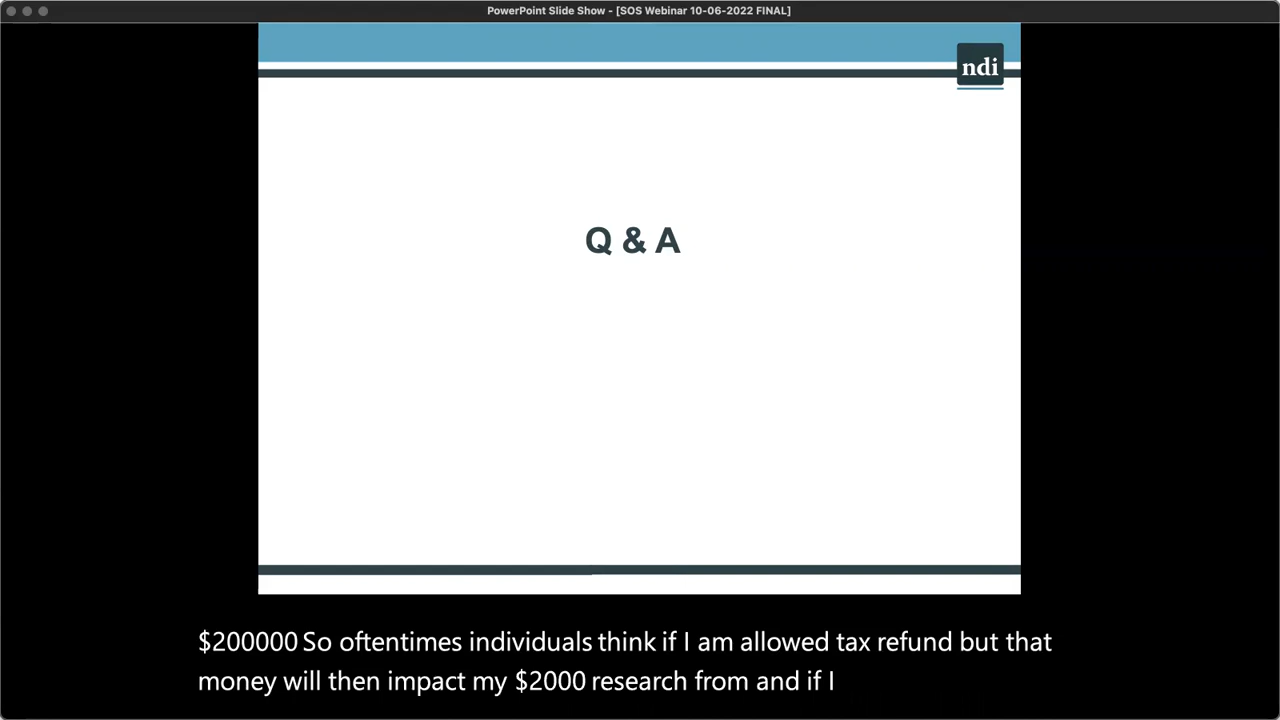 PowerPoint Slide Show - [SOS Webinar 10-06-2022 FINAL]
ndi
Q & A
$200000 So oftentimes individuals think if I am allowed tax refund but that
money will then impact my $2000 research from and if I